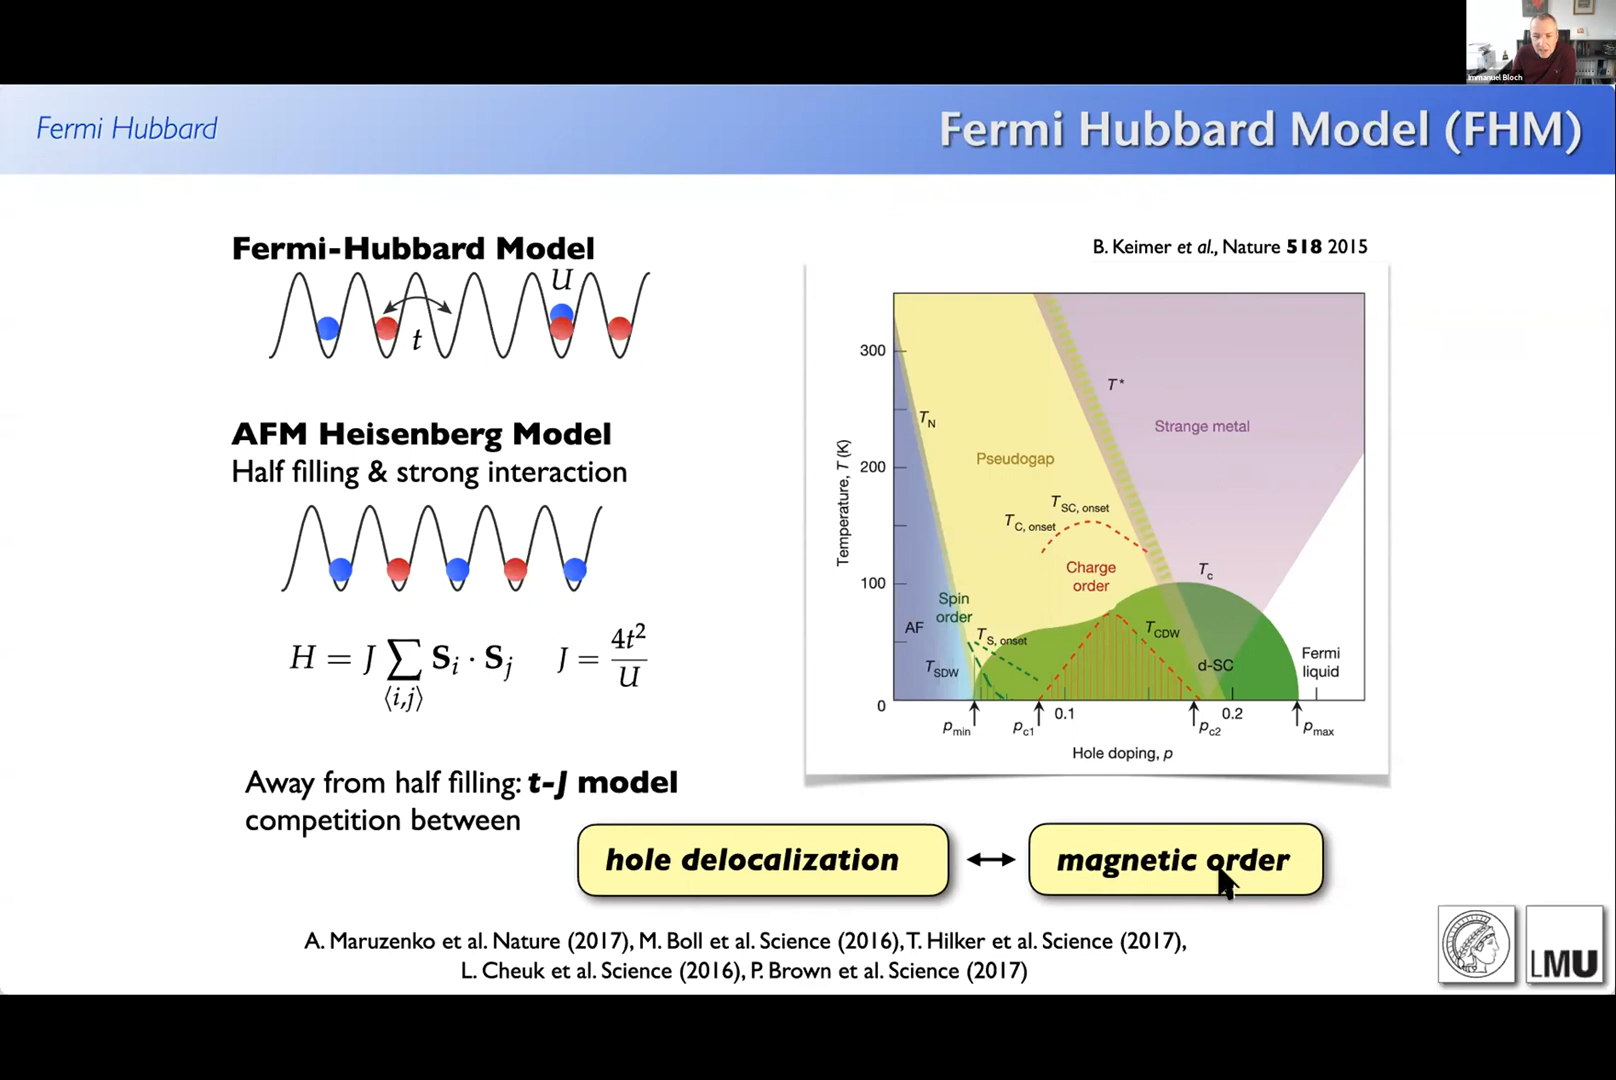 Immanuel Bloch
Fermi Hubbard
Fermi Hubbard Model (FHM)
Fermi-Hubbard Model
U
t
AFM Heisenberg Model
Half filling & strong interaction
H = J ∑ S_i · S_j    J = 4t²/U
⟨i,j⟩
Away from half filling: t-J model
competition between
hole delocalization ↔ magnetic order
B. Keimer et al., Nature 518 2015
Temperature, T (K)
300
200
100
0
T_N
T*
Strange metal
Pseudogap
T_SC, onset
T_C, onset
Charge
order
T_c
Spin
order
AF
T_S, onset
T_CDW
T_SDW
d-SC
Fermi
liquid
0.1
0.2
p_min
p_c1
p_c2
p_max
Hole doping, p
A. Maruzenko et al. Nature (2017), M. Boll et al. Science (2016), T. Hilker et al. Science (2017),
L. Cheuk et al. Science (2016), P. Brown et al. Science (2017)
LMU